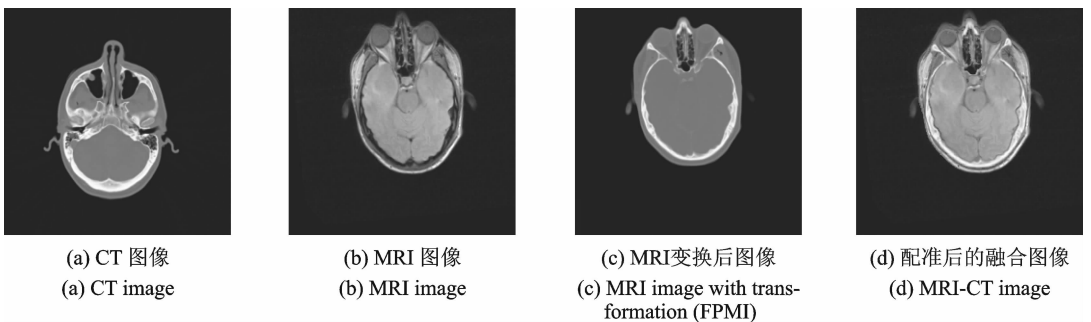 (a) CT 图像
(a) CT image
(b) MRI 图像
(b) MRI image
(c) MRI变换后图像
(c) MRI image with trans-
formation (FPMI)
(d) 配准后的融合图像
(d) MRI-CT image